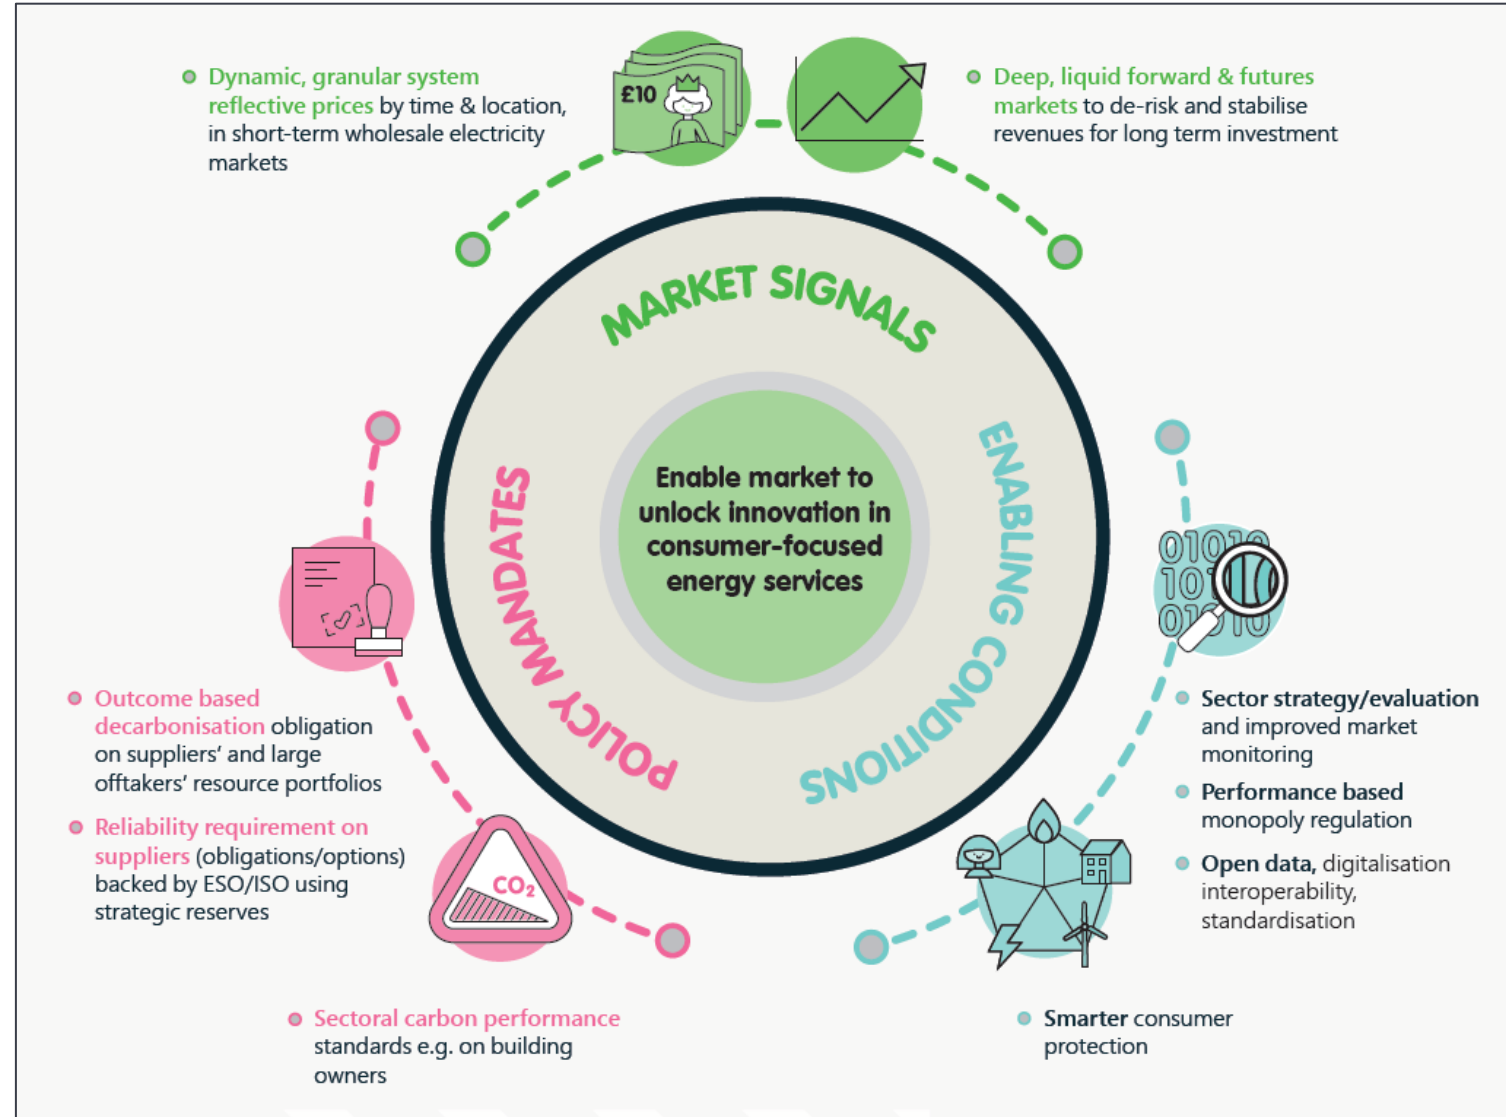 Dynamic, granular system
reflective prices by time & location,
in short-term wholesale electricity
markets
£10
Deep, liquid forward & futures
markets to de-risk and stabilise
revenues for long term investment
MARKET SIGNALS
POLICY MANDATES
ENABLING CONDITIONS
Enable market to
unlock innovation in
consumer-focused
energy services
Outcome based
decarbonisation obligation
on suppliers’ and large
offtakers’ resource portfolios
Reliability requirement on
suppliers (obligations/options)
backed by ESO/ISO using
strategic reserves
CO₂
Sectoral carbon performance
standards e.g. on building
owners
01010
101
01010
Sector strategy/evaluation
and improved market
monitoring
Performance based
monopoly regulation
Open data, digitalisation
interoperability,
standardisation
Smarter consumer
protection